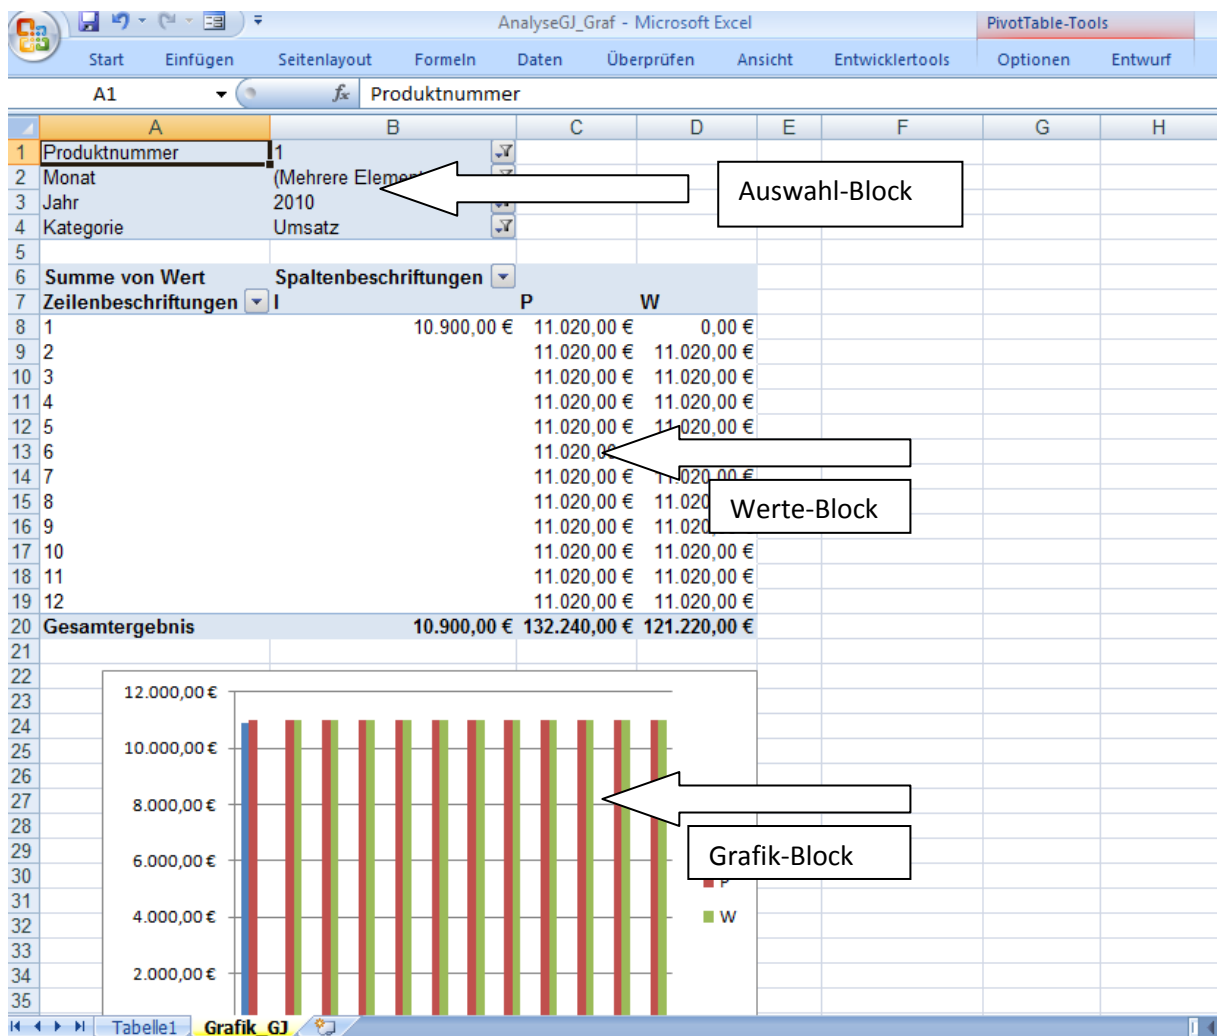 AnalyseGJ_Graf - Microsoft Excel PivotTable-Tools
Start Einfügen Seitenlayout Formeln Daten Überprüfen Ansicht Entwicklertools Optionen Entwurf
A1 fx Produktnummer
A B C D E F G H
1 Produktnummer 1
2 Monat (Mehrere
3 Jahr 2010
Auswahl-Block
4 Kategorie Umsatz
5
6 Summe von Wert Spaltenbeschriftungen
7 Zeilenbeschriftungen I P W
8 1 10.900,00 € 11.020,00 € 0,00 €
9 2 11.020,00 € 11.020,00 €
10 3 11.020,00 € 11.020,00 €
11 4 11.020,00 € 11.020,00 €
12 5 11.020,00 € 11.020,00 €
13 6
14 7 11.020,00 € 11.020,00 €
15 8 11.020,00 €
Werte-Block
16 9 11.020,00 €
17 10 11.020,00 € 11.020,00 €
18 11 11.020,00 € 11.020,00 €
19 12 11.020,00 € 11.020,00 €
20 Gesamtergebnis 10.900,00 € 132.240,00 € 121.220,00 €
21
22
23 12.000,00 €
24
25 10.000,00 €
26
27 8.000,00 €
28
29 6.000,00 €
Grafik-Block
30 P
31
32 4.000,00 € W
33
34 2.000,00 €
35
Tabelle1 Grafik_GJ